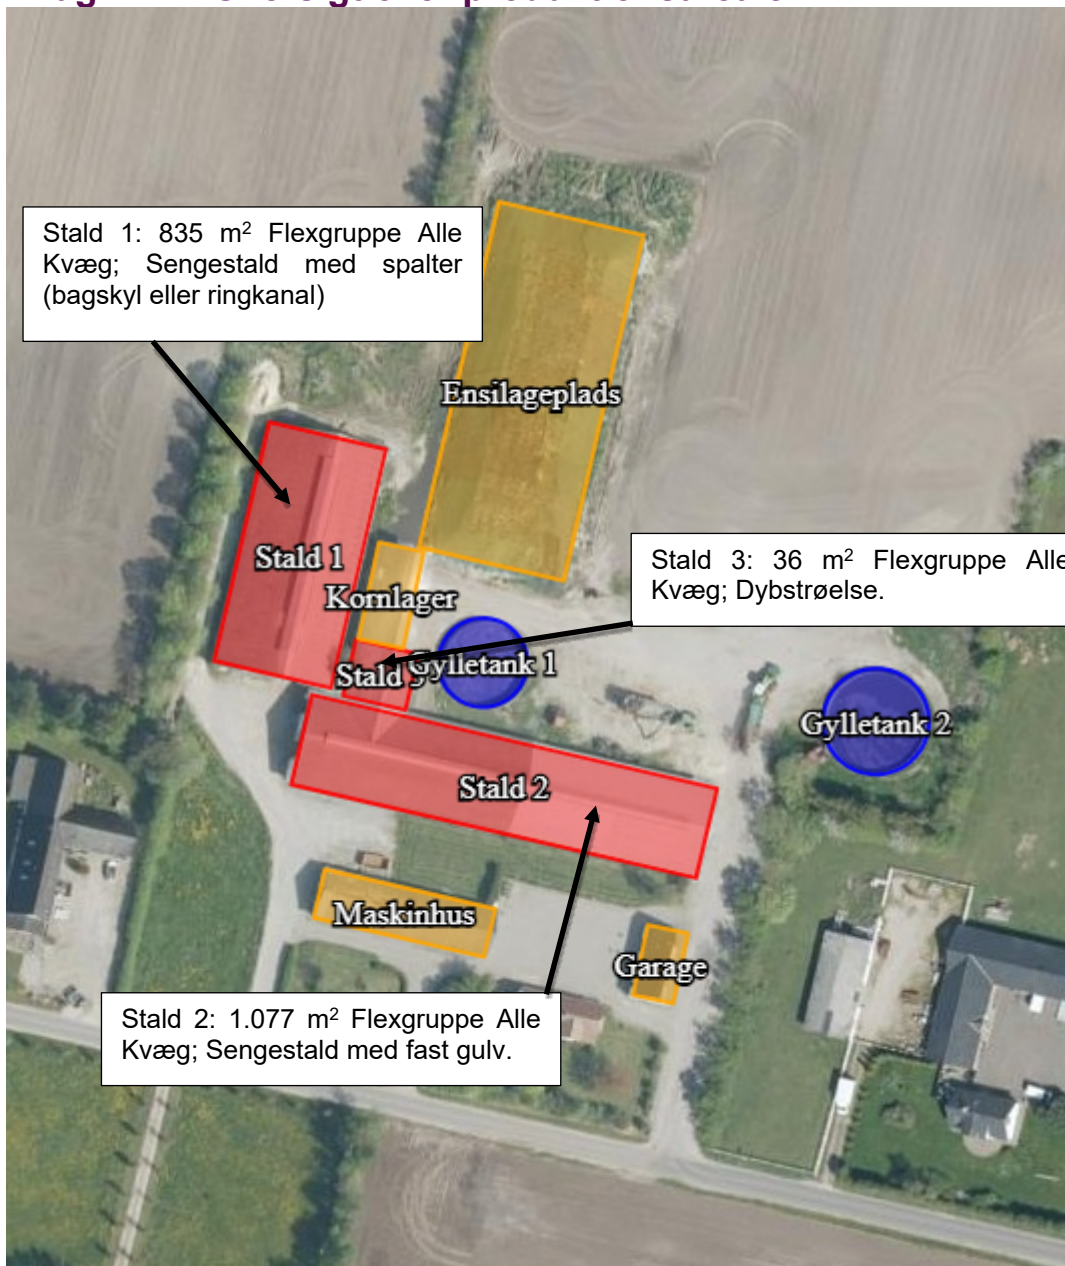 Stald 1: 835 m² Flexgruppe Alle
Kvæg; Sengestald med spalter
(bagskyl eller ringkanal)
Ensilageplads
Stald 1
Kornlager
Stald 3: 36 m² Flexgruppe Alle
Kvæg; Dybstrøelse.
Stald
Gylletank 1
Gylletank 2
Stald 2
Maskinhus
Garage
Stald 2: 1.077 m² Flexgruppe Alle
Kvæg; Sengestald med fast gulv.